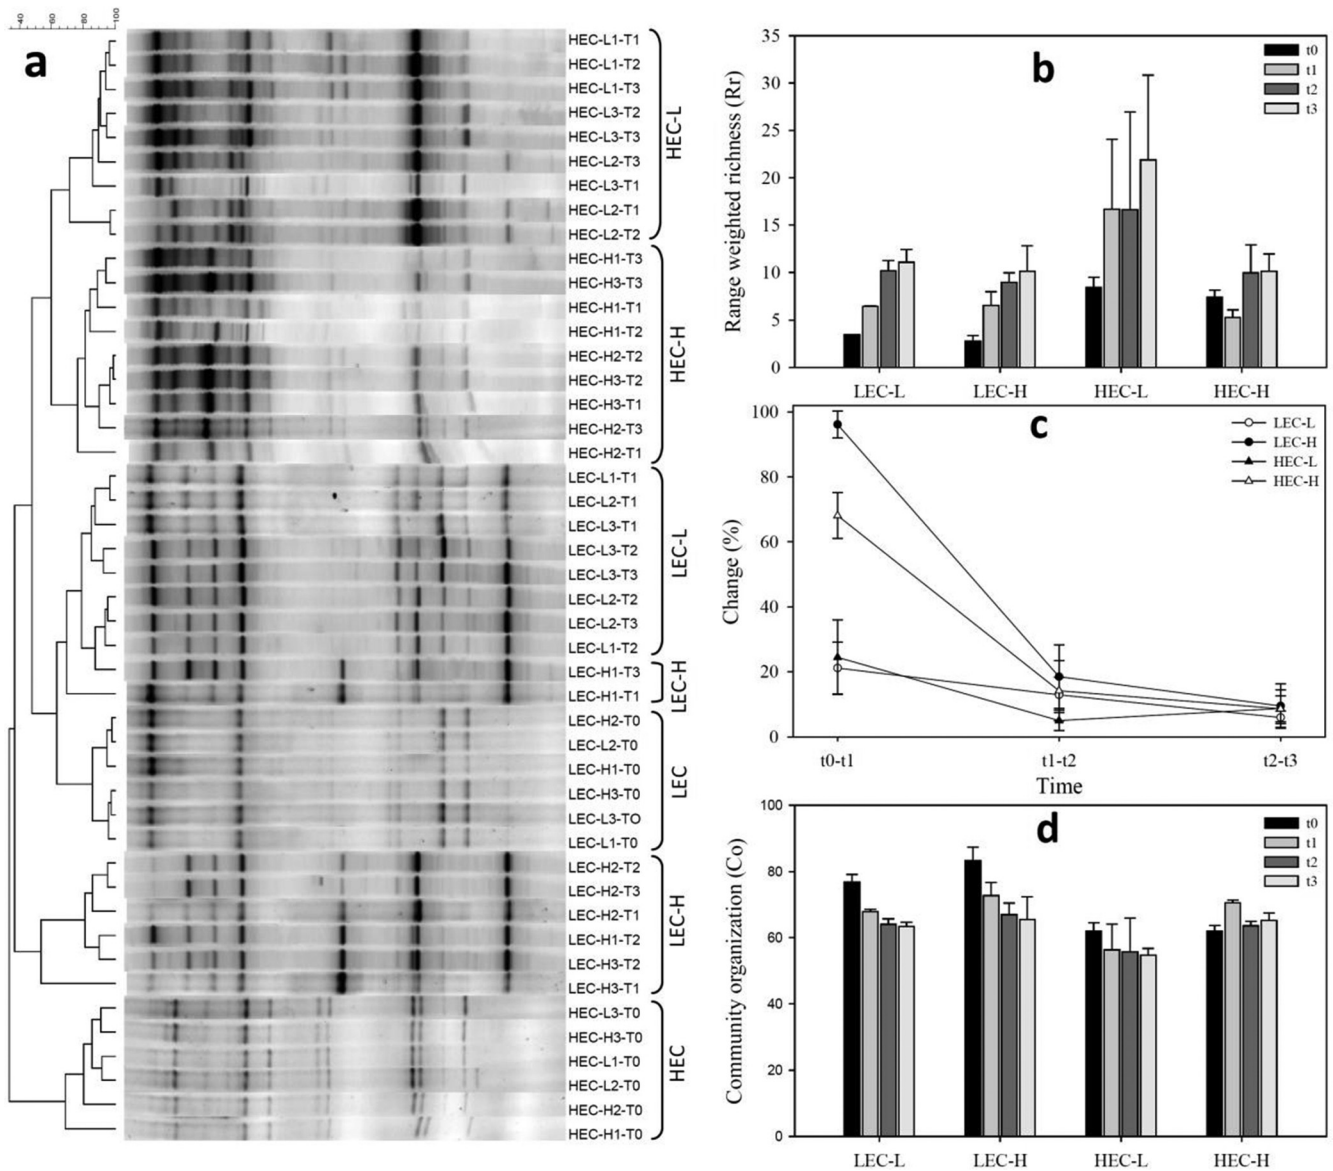 40 60 80 100
a
HEC-L1-T1
HEC-L1-T2
HEC-L1-T3
HEC-L3-T2
HEC-L3-T3
HEC-L2-T3
HEC-L3-T1
HEC-L2-T1
HEC-L2-T2
HEC-H1-T3
HEC-H3-T3
HEC-H1-T1
HEC-H1-T2
HEC-H2-T2
HEC-H3-T2
HEC-H3-T1
HEC-H2-T3
HEC-H2-T1
LEC-L1-T1
LEC-L2-T1
LEC-L3-T1
LEC-L3-T2
LEC-L3-T3
LEC-L2-T2
LEC-L2-T3
LEC-L1-T2
LEC-H1-T3
LEC-H1-T1
LEC-H2-T0
LEC-L2-T0
LEC-H1-T0
LEC-H3-T0
LEC-L3-TO
LEC-L1-T0
LEC-H2-T2
LEC-H2-T3
LEC-H2-T1
LEC-H1-T2
LEC-H3-T2
LEC-H3-T1
HEC-L3-T0
HEC-H3-T0
HEC-L1-T0
HEC-L2-T0
HEC-H2-T0
HEC-H1-T0
HEC-L
HEC-H
LEC-L
LEC-H
LEC
LEC-H
HEC
b
Range weighted richness (Rr)
35
30
25
20
15
10
5
0
t0
t1
t2
t3
LEC-L LEC-H HEC-L HEC-H
c
Change (%)
100
80
60
40
20
0
LEC-L
LEC-H
HEC-L
HEC-H
t0-t1 t1-t2 t2-t3
Time
d
Community organization (Co)
100
80
60
40
20
0
t0
t1
t2
t3
LEC-L LEC-H HEC-L HEC-H